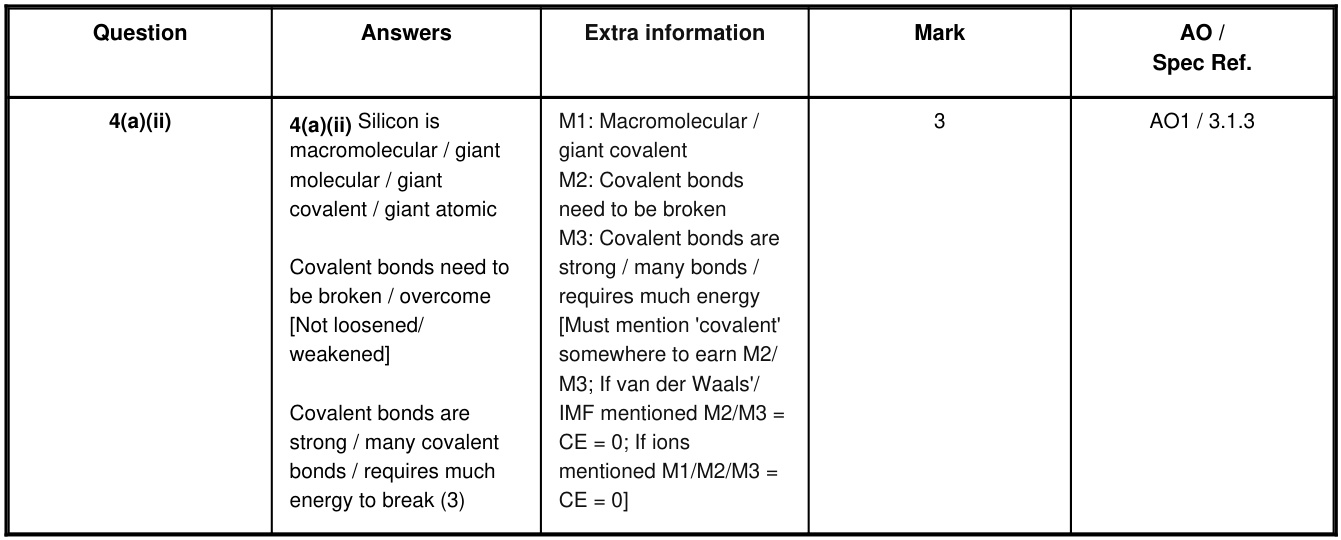 Question
Answers
Extra information
Mark
AO /
Spec Ref.
4(a)(ii)
4(a)(ii) Silicon is
macromolecular / giant
molecular / giant
covalent / giant atomic
Covalent bonds need to
be broken / overcome
[Not loosened/
weakened]
Covalent bonds are
strong / many covalent
bonds / requires much
energy to break (3)
M1: Macromolecular /
giant covalent
M2: Covalent bonds
need to be broken
M3: Covalent bonds are
strong / many bonds /
requires much energy
[Must mention 'covalent'
somewhere to earn M2/
M3; If van der Waals'/
IMF mentioned M2/M3 =
CE = 0; If ions
mentioned M1/M2/M3 =
CE = 0]
3
AO1 / 3.1.3